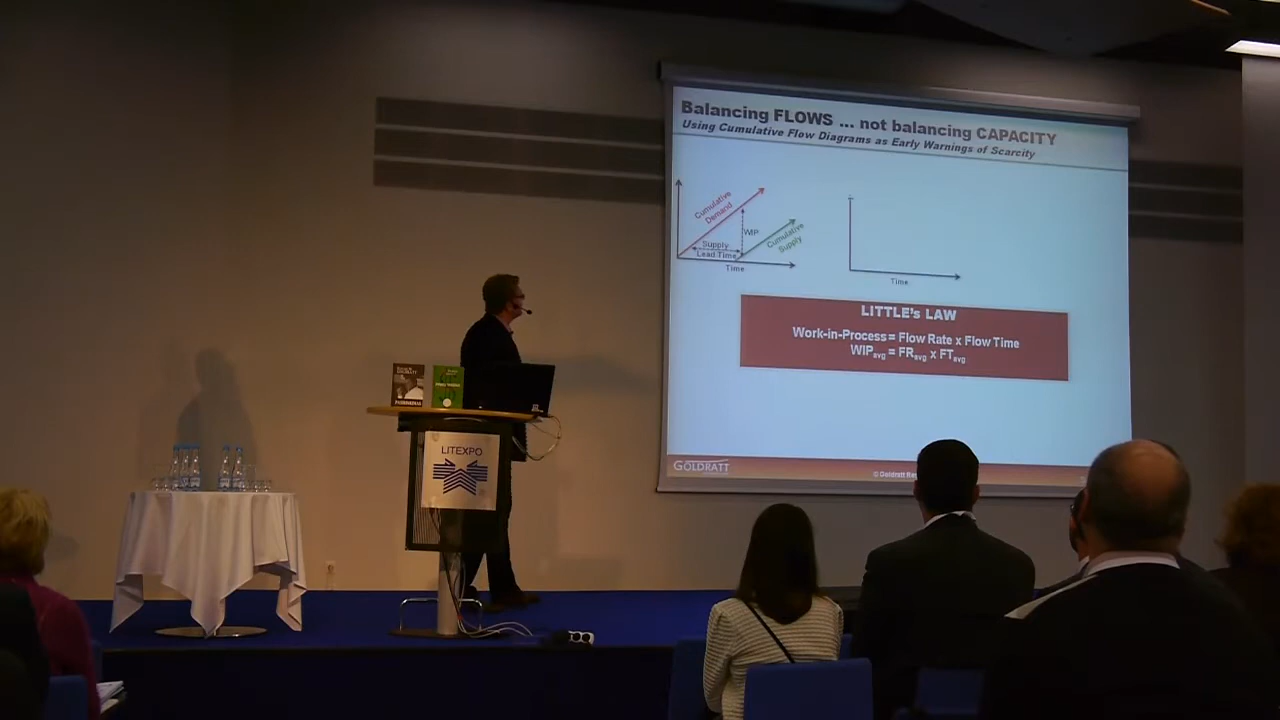 Balancing FLOWS ... not balancing CAPACITY
Using Cumulative Flow Diagrams as Early Warnings of Scarcity
Cumulative
Demand
WIP
Supply
Lead Time
Cumulative
Supply
Time
Time
LITTLE's LAW
Work-in-Process = Flow Rate x Flow Time
WIPavg = FRavg x FTavg
GOLDRATT
© Goldratt
LITEXPO